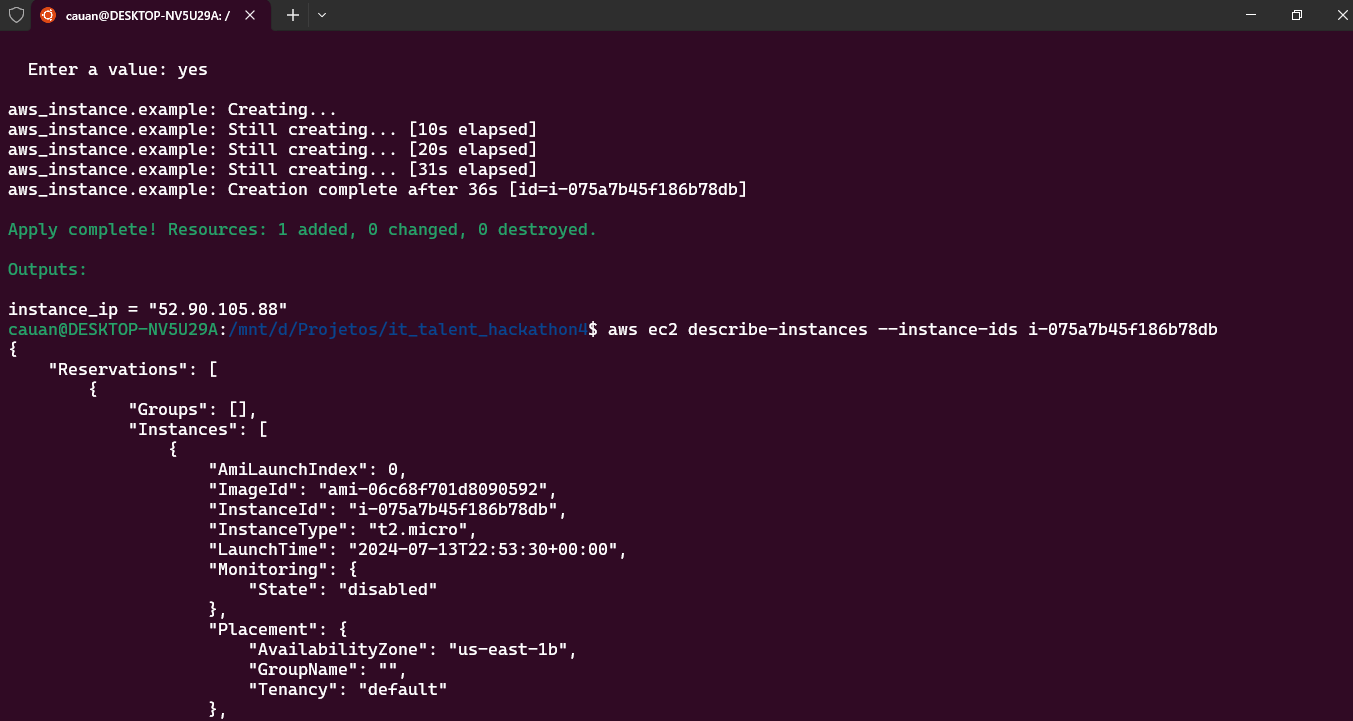 cauan@DESKTOP-NV5U29A: /
Enter a value: yes
aws_instance.example: Creating...
aws_instance.example: Still creating... [10s elapsed]
aws_instance.example: Still creating... [20s elapsed]
aws_instance.example: Still creating... [31s elapsed]
aws_instance.example: Creation complete after 36s [id=i-075a7b45f186b78db]
Apply complete! Resources: 1 added, 0 changed, 0 destroyed.
Outputs:
instance_ip = "52.90.105.88"
cauan@DESKTOP-NV5U29A:/mnt/d/Projetos/it_talent_hackathon4$ aws ec2 describe-instances --instance-ids i-075a7b45f186b78db
{
    "Reservations": [
        {
            "Groups": [],
            "Instances": [
                {
                    "AmiLaunchIndex": 0,
                    "ImageId": "ami-06c68f701d8090592",
                    "InstanceId": "i-075a7b45f186b78db",
                    "InstanceType": "t2.micro",
                    "LaunchTime": "2024-07-13T22:53:30+00:00",
                    "Monitoring": {
                        "State": "disabled"
                    },
                    "Placement": {
                        "AvailabilityZone": "us-east-1b",
                        "GroupName": "",
                        "Tenancy": "default"
                    },